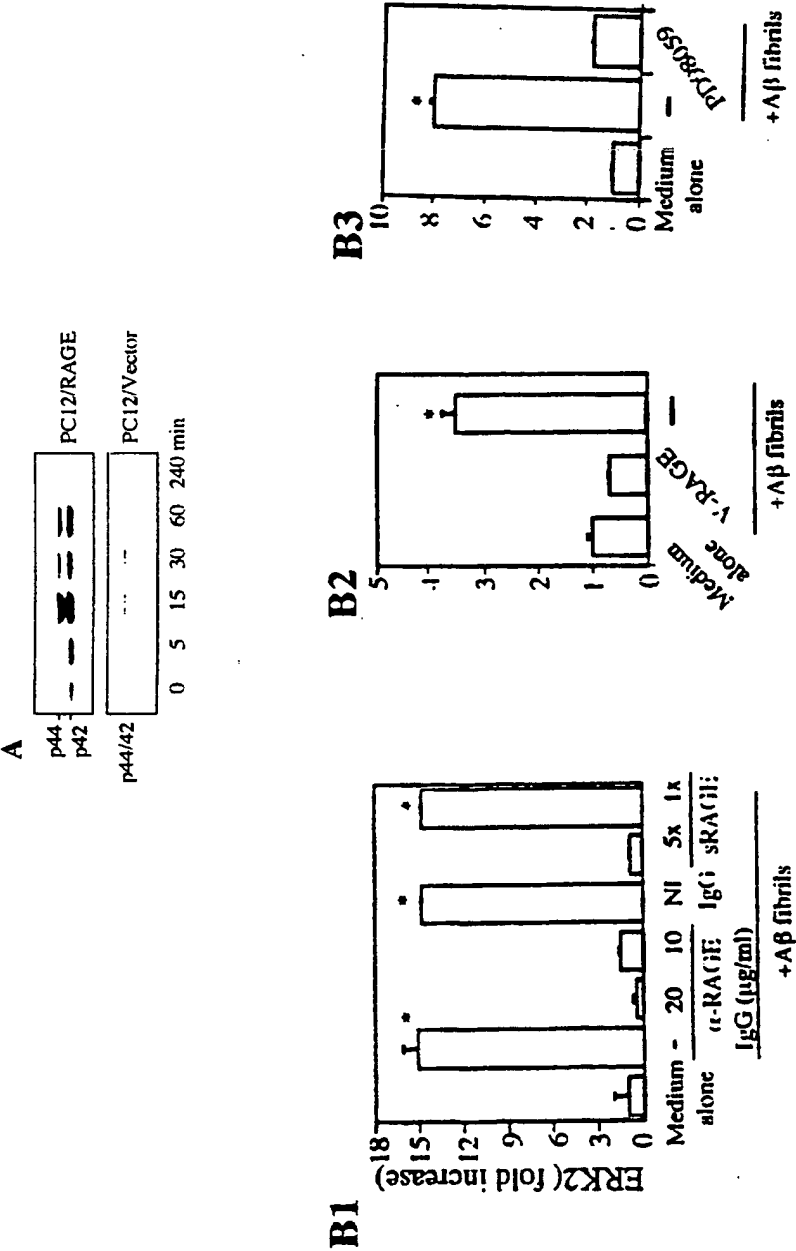 A
p44
p42
PC12/RAGE
p44/42
PC12/Vector
0 5 15 30 60 240 min
B1
ERK2 (fold increase)
18
15
12
9
6
3
0
*
*
*
Medium alone
-
20
10
α-RAGE
IgG (μg/ml)
NI
IgG
5x
1x
sRAGE
+Aβ fibrils
B2
5
4
3
2
1
0
*
Medium alone
V-RAGE
–
+Aβ fibrils
B3
10
8
6
4
2
0
*
Medium alone
–
PD98059
+Aβ fibrils